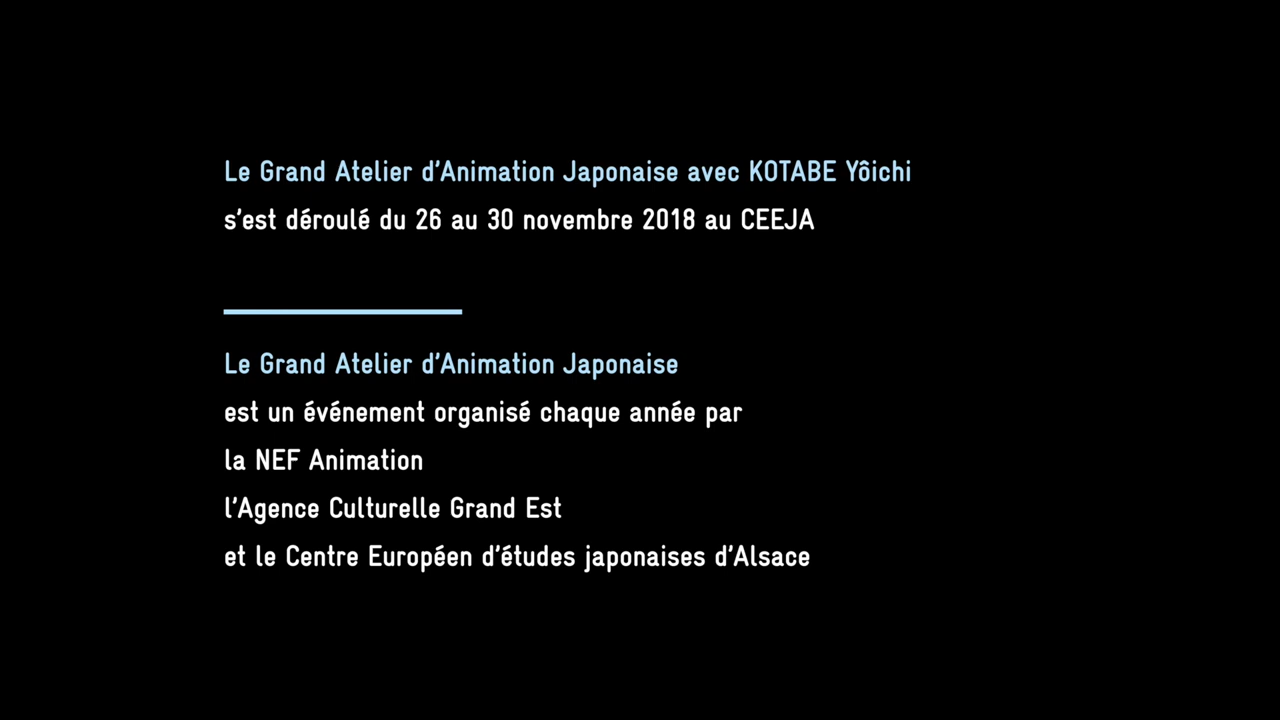 Le Grand Atelier d'Animation Japonaise avec KOTABE Yôichi
s'est déroulé du 26 au 30 novembre 2018 au CEEJA
Le Grand Atelier d'Animation Japonaise
est un événement organisé chaque année par
la NEF Animation
l'Agence Culturelle Grand Est
et le Centre Européen d'études japonaises d'Alsace